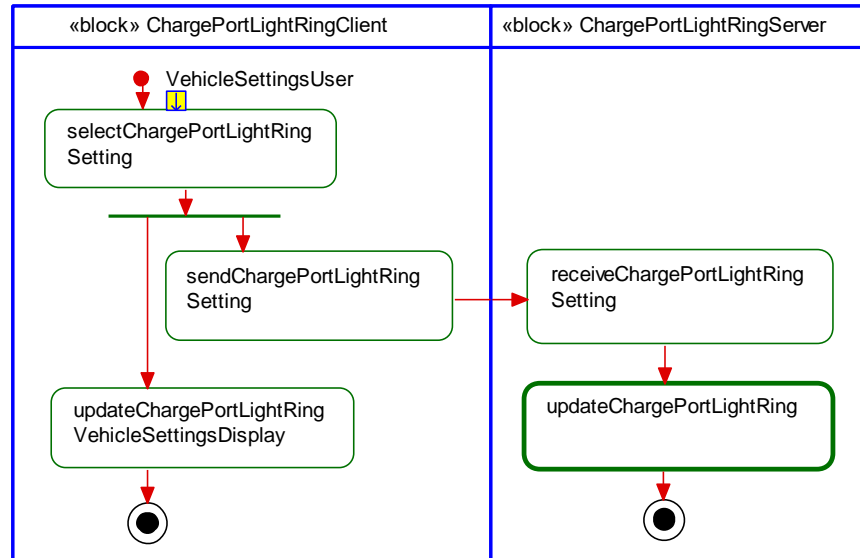 «block» ChargePortLightRingClient
«block» ChargePortLightRingServer
VehicleSettingsUser
selectChargePortLightRing
Setting
sendChargePortLightRing
Setting
receiveChargePortLightRing
Setting
updateChargePortLightRing
VehicleSettingsDisplay
updateChargePortLightRing